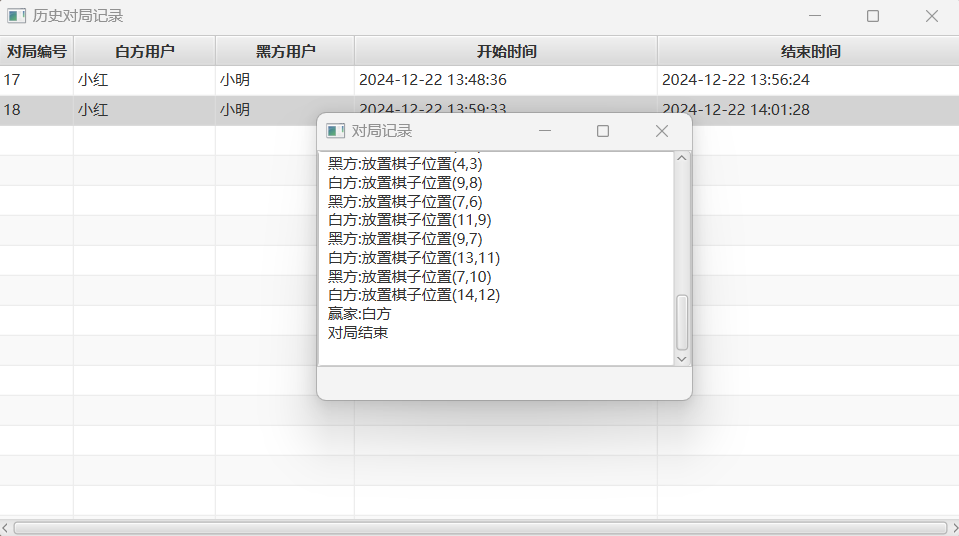 历史对局记录
对局编号 白方用户 黑方用户 开始时间 结束时间
17 小红 小明 2024-12-22 13:48:36 2024-12-22 13:56:24
18 小红 小明 2024-12-22 13:59:33 2024-12-22 14:01:28
对局记录
黑方:放置棋子位置(4,3)
白方:放置棋子位置(9,8)
黑方:放置棋子位置(7,6)
白方:放置棋子位置(11,9)
黑方:放置棋子位置(9,7)
白方:放置棋子位置(13,11)
黑方:放置棋子位置(7,10)
白方:放置棋子位置(14,12)
赢家:白方
对局结束